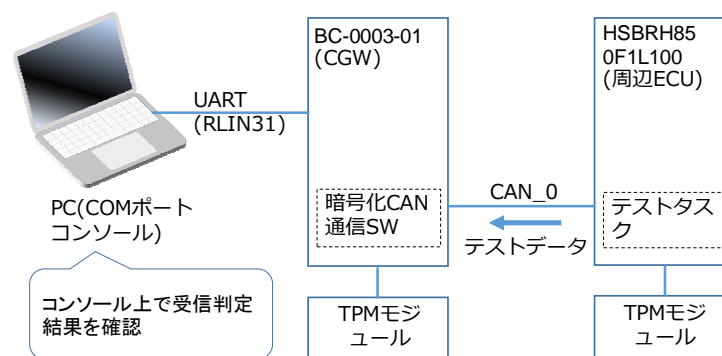 BC-0003-01
(CGW)
HSBRH85
0F1L100
(周辺ECU)
UART
(RLIN31)
暗号化CAN
通信SW
CAN_0
テストデータ
テストタス
ク
PC(COMポート
コンソール)
コンソール上で受信判定
結果を確認
TPMモジ
ュール
TPMモジ
ュール